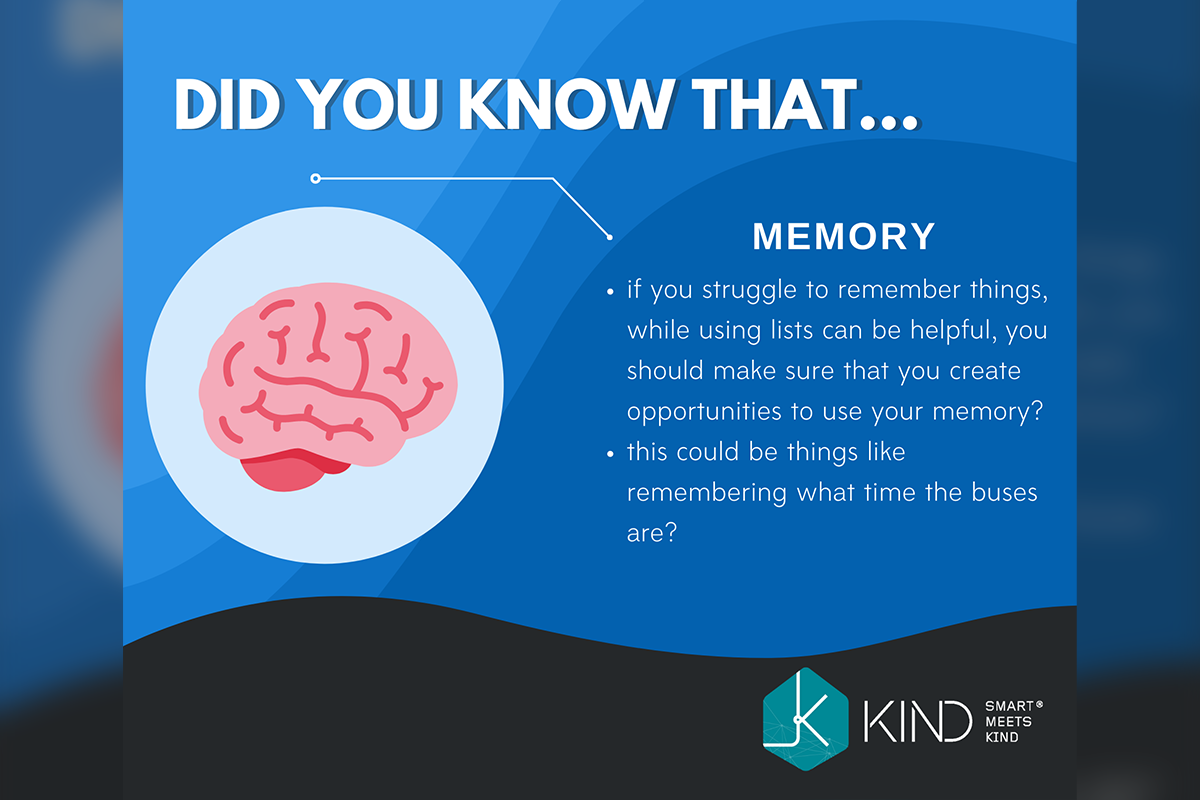 DID YOU KNOW THAT...
MEMORY
• if you struggle to remember things,
while using lists can be helpful, you
should make sure that you create
opportunities to use your memory?
• this could be things like
remembering what time the buses
are?
KIND
SMART®
MEETS
KIND